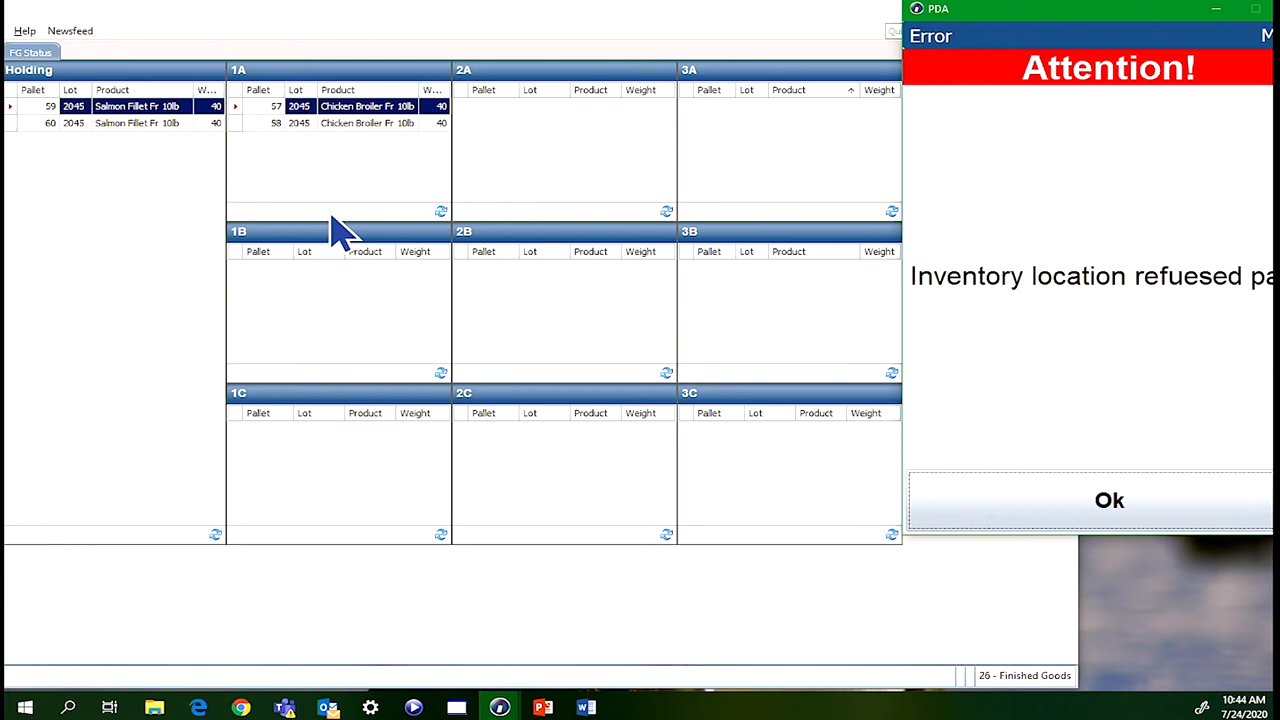 PDA
Help Newsfeed
Error
FG Status
Attention!
Holding 1A 2A 3A
Pallet Lot Product W... Pallet Lot Product W... Pallet Lot Product Weight Pallet Lot Product Weight
59 2045 Salmon Fillet Fr 10lb 40 57 2045 Chicken Broiler Fr 10lb 40
60 2045 Salmon Fillet Fr 10lb 40 58 2045 Chicken Broiler Fr 10lb 40
1B 2B 3B
Pallet Lot Product Weight Pallet Lot Product Weight Pallet Lot Product Weight
Inventory location refuesed pa
1C 2C 3C
Pallet Lot Product Weight Pallet Lot Product Weight Pallet Lot Product Weight
Ok
26 - Finished Goods
10:44 AM
7/24/2020